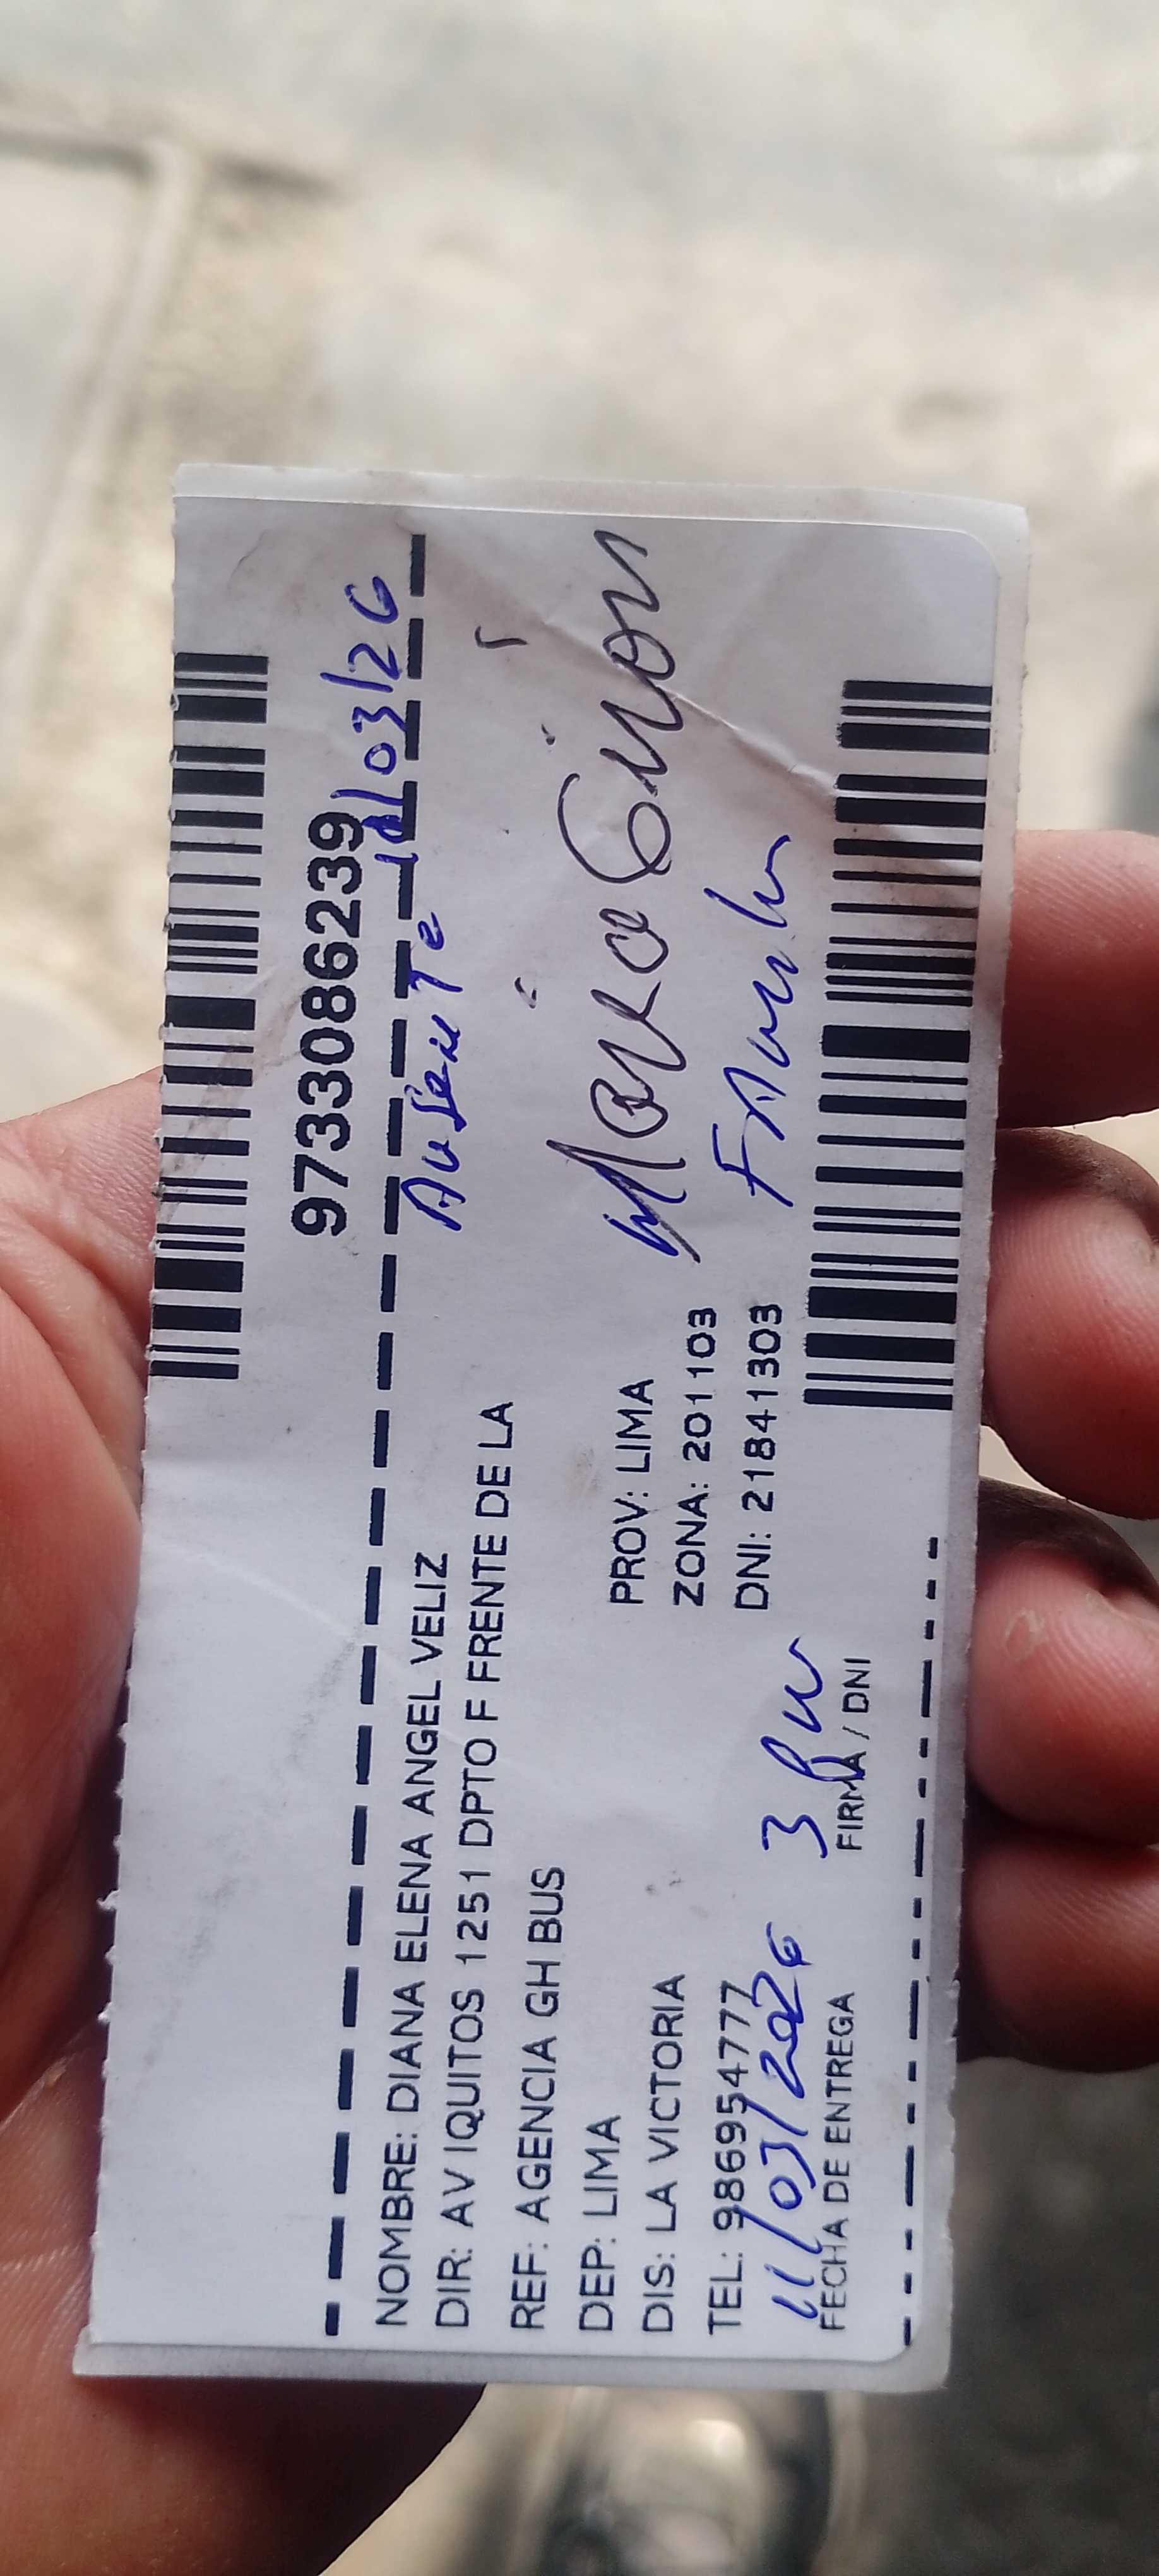 9733086239
Ausente 10/03/26
NOMBRE: DIANA ELENA ANGEL VELIZ
DIR: AV IQUITOS 1251 DPTO F FRENTE DE LA
REF: AGENCIA GH BUS
DEP: LIMA PROV: LIMA
DIS: LA VICTORIA ZONA: 201103
TEL: 986954777 DNI: 21841303
11/03/2026
FECHA DE ENTREGA FIRMA / DNI